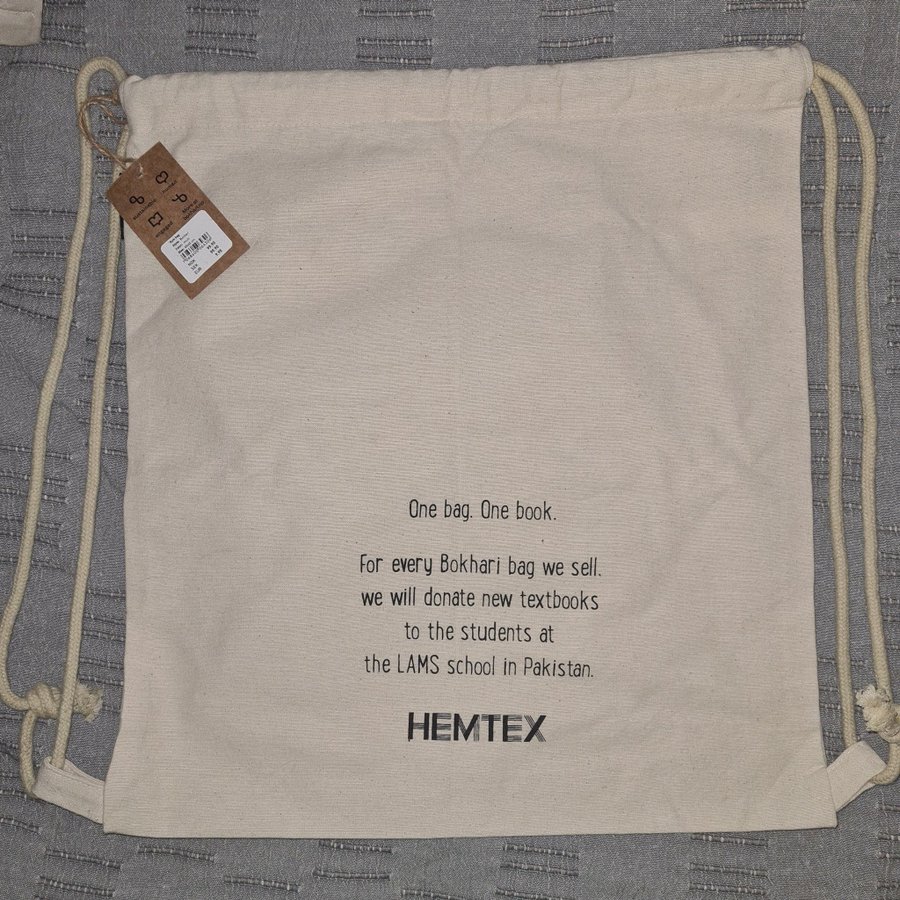 engaged
One bag. One book.
For every Bokhari bag we sell,
we will donate new textbooks
to the students at
the LAMS school in Pakistan.
HEMTEX